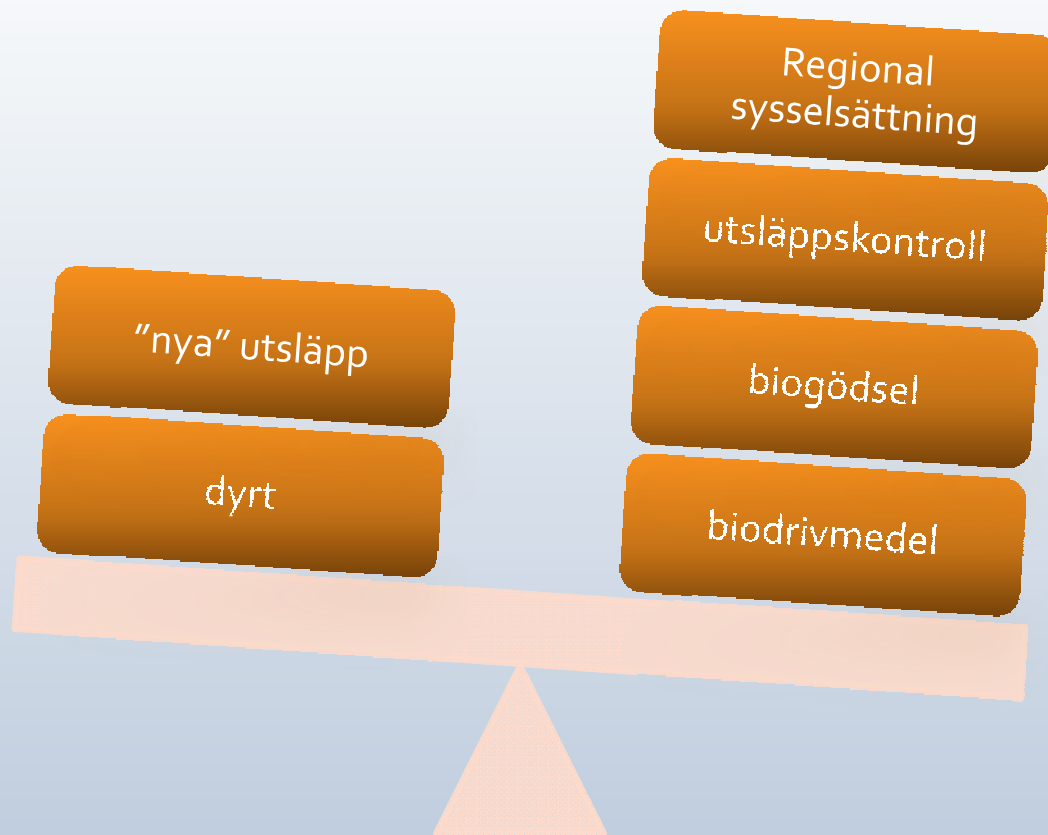 ”nya” utsläpp
dyrt
Regional
sysselsättning
utsläppskontroll
biogödsel
biodrivmedel